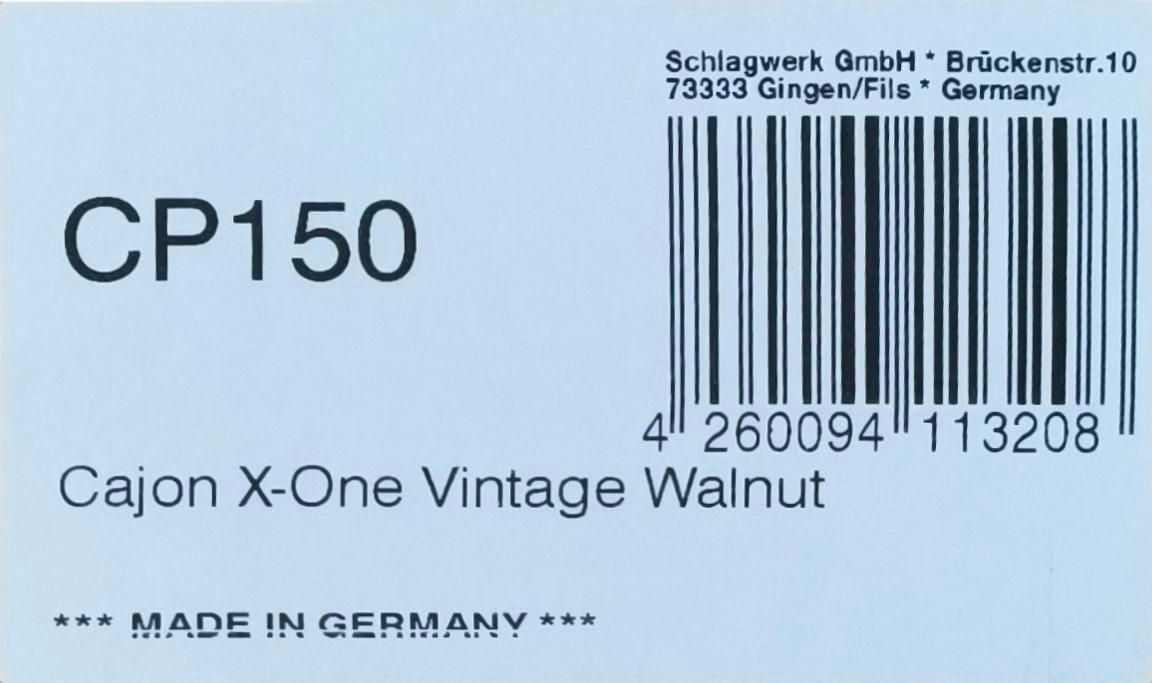 Schlagwerk GmbH * Brückenstr.10
73333 Gingen/Fils * Germany
CP150
4 260094 113208
Cajon X-One Vintage Walnut
*** MADE IN GERMANY ***